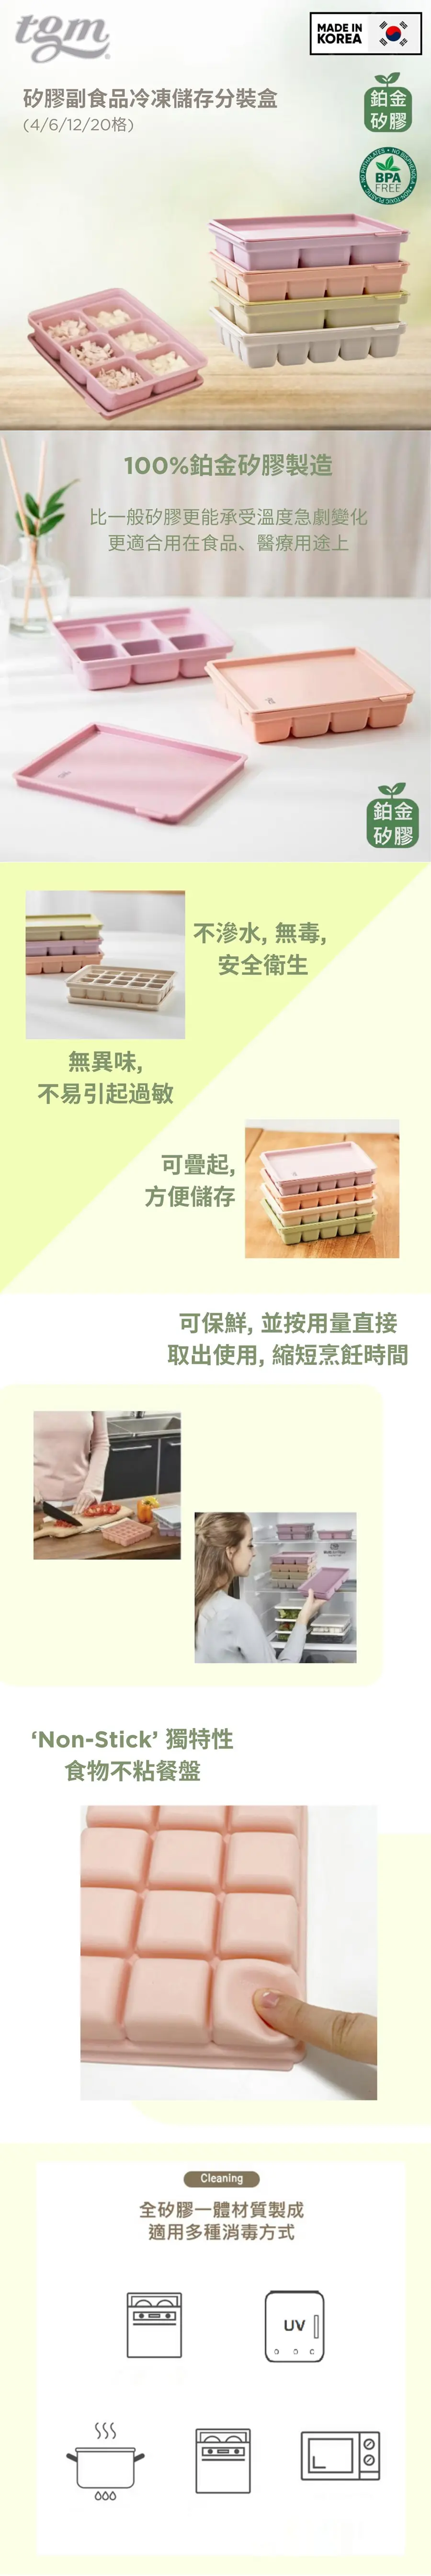 tgm
MADE IN
KOREA
矽膠副食品冷凍儲存分裝盒
(4/6/12/20格)
鉑金
矽膠
BPA
FREE
100%鉑金矽膠製造
比一般矽膠更能承受溫度急劇變化
更適合用在食品、醫療用途上
鉑金
矽膠
不滲水, 無毒,
安全衛生
無異味,
不易引起過敏
可疊起,
方便儲存
可保鮮, 並按用量直接
取出使用, 縮短烹飪時間
‘Non-Stick’ 獨特性
食物不粘餐盤
Cleaning
全矽膠一體材質製成
適用多種消毒方式
UV